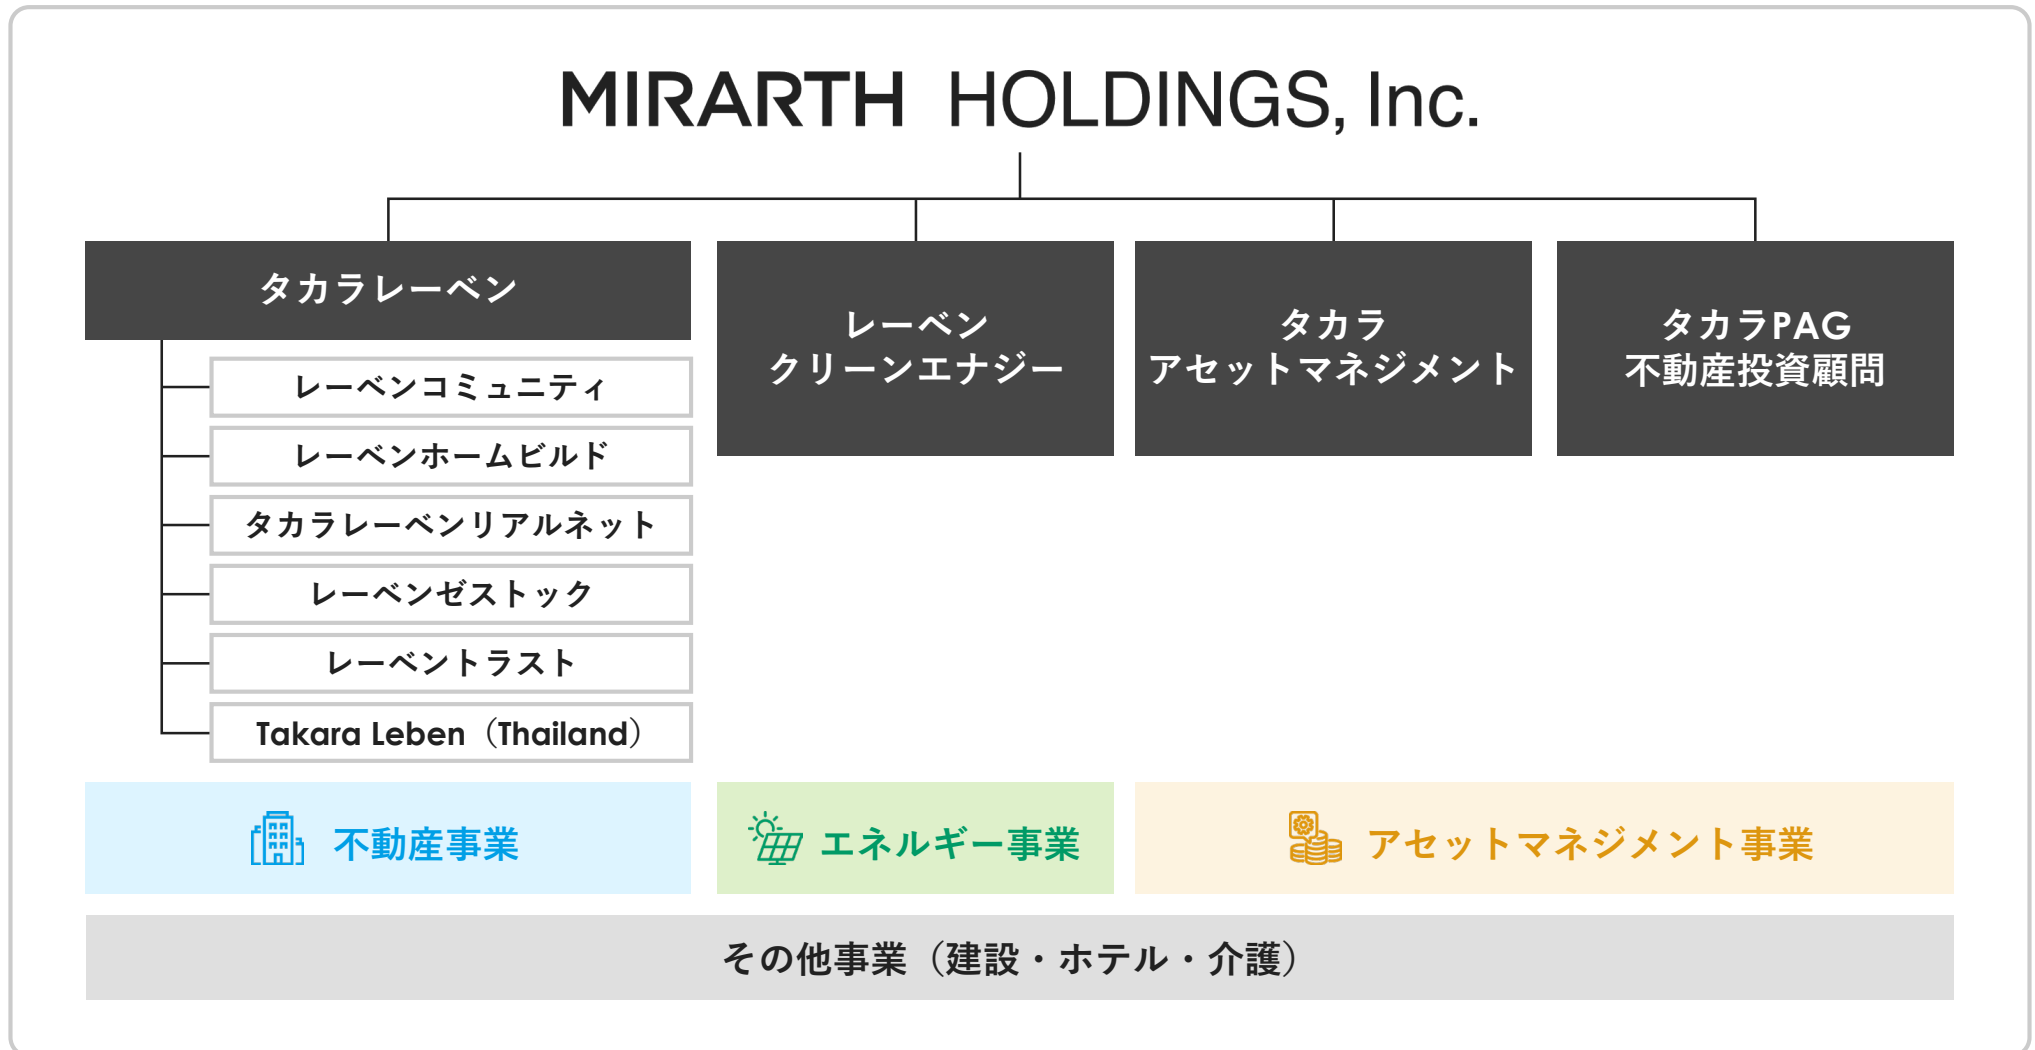 MIRARTH HOLDINGS, Inc.
タカラレーベン
レーベンコミュニティ
レーベンホームビルド
タカラレーベンリアルネット
レーベンゼストック
レーベントラスト
Takara Leben（Thailand）
レーベン
クリーンエナジー
タカラ
アセットマネジメント
タカラPAG
不動産投資顧問
不動産事業
エネルギー事業
アセットマネジメント事業
その他事業（建設・ホテル・介護）